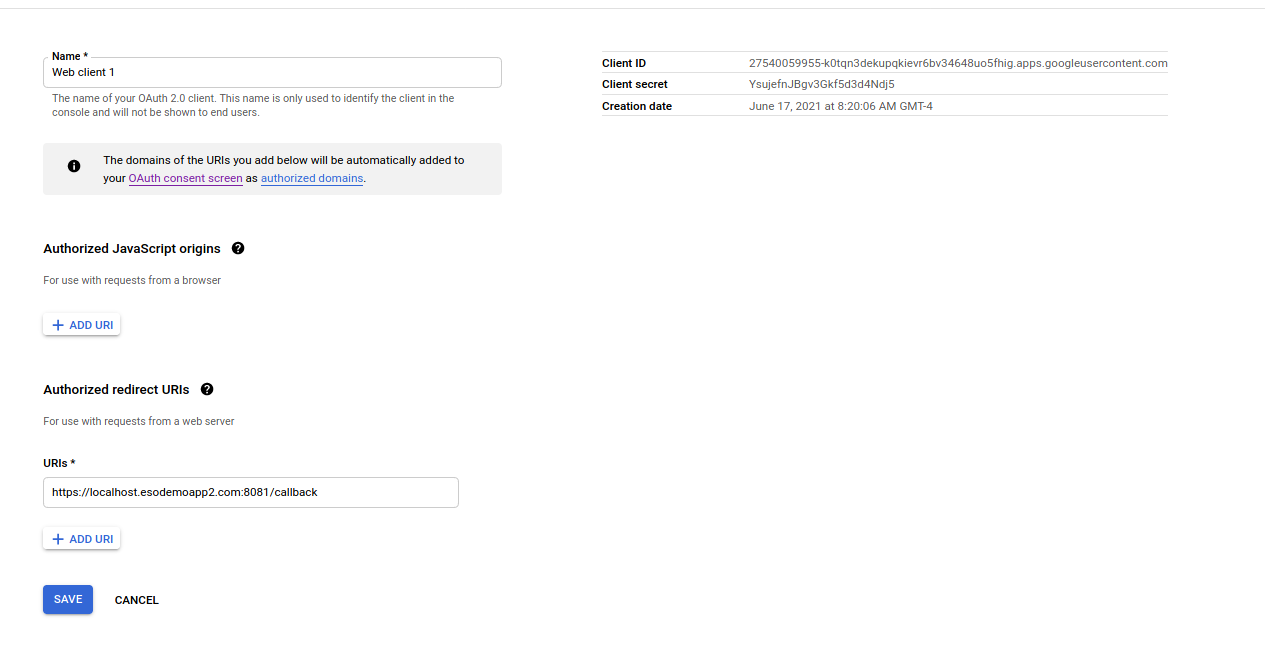 Name *
Web client 1
The name of your OAuth 2.0 client. This name is only used to identify the client in the
console and will not be shown to end users.
The domains of the URIs you add below will be automatically added to
your OAuth consent screen as authorized domains.
Authorized JavaScript origins
For use with requests from a browser
ADD URI
Authorized redirect URIs
For use with requests from a web server
URIs *
https://localhost.esodemoapp2.com:8081/callback
ADD URI
SAVE CANCEL
Client ID 27540059955-k0tqn3dekupqkievr6bv34648uo5fhig.apps.googleusercontent.com
Client secret YsujefnJBgv3Gkf5d3d4Ndj5
Creation date June 17, 2021 at 8:20:06 AM GMT-4